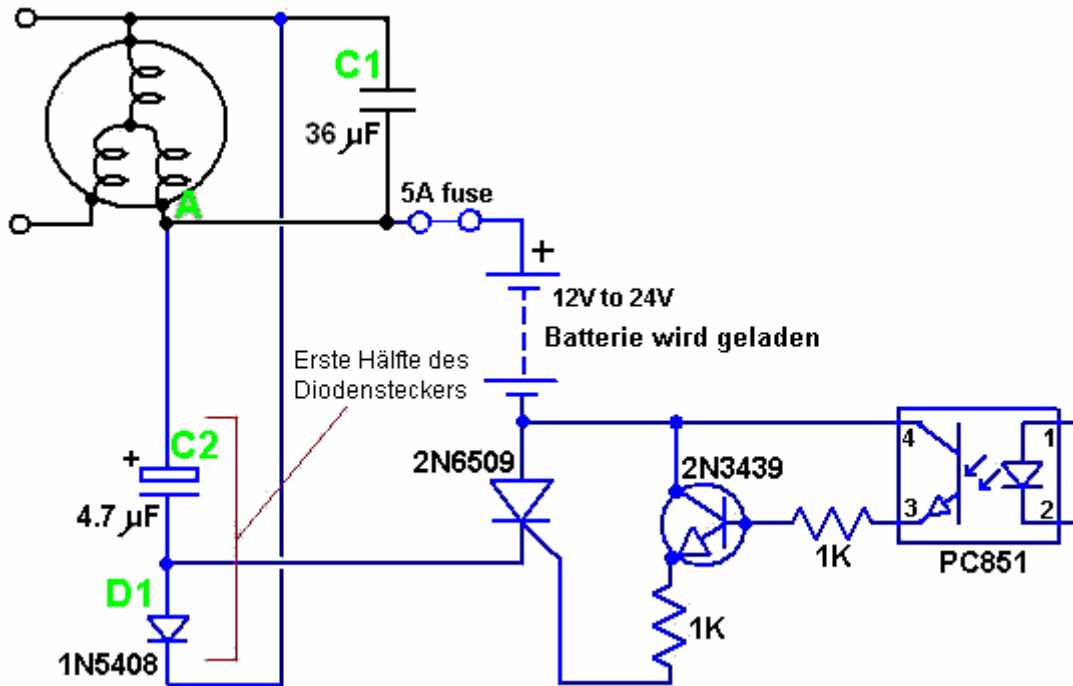 C1
36 µF
5A fuse
A
+
12V to 24V
Batterie wird geladen
Erste Hälfte des
Diodensteckers
+
C2
4.7 µF
2N6509
2N3439
4
1
3
2
1K
PC851
D1
1K
1N5408